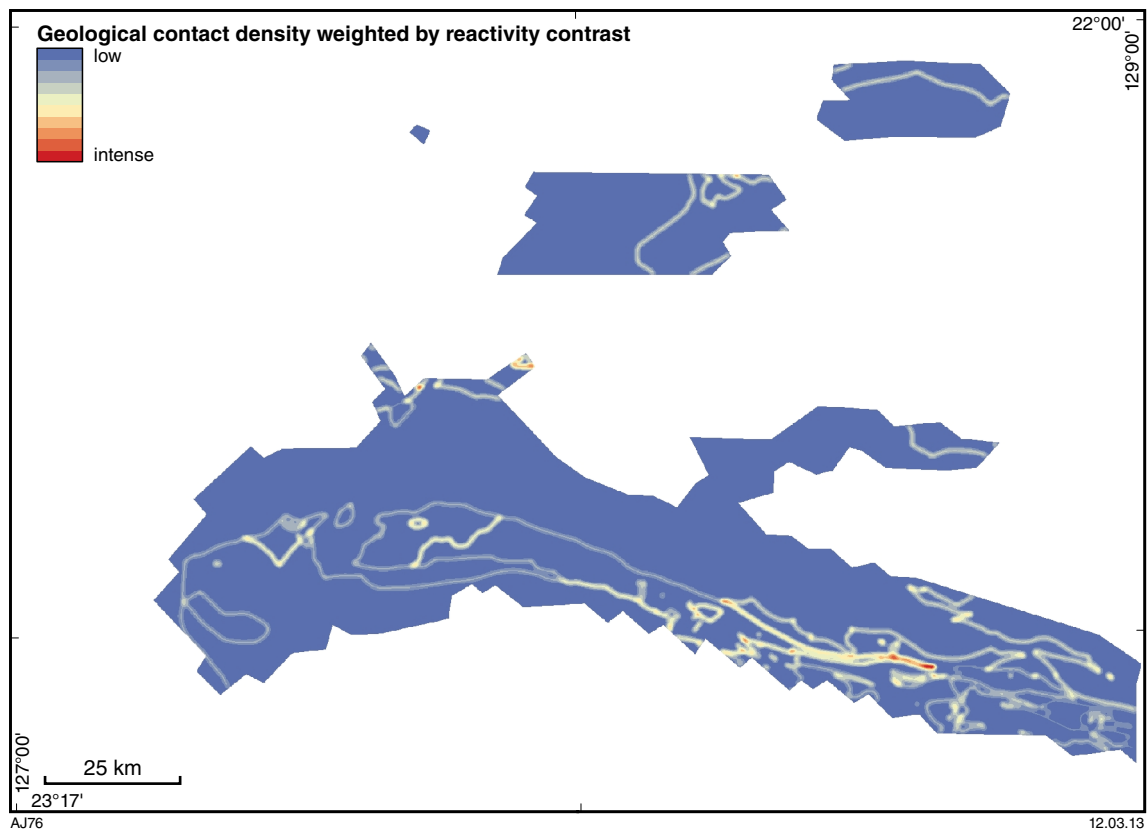 Geological contact density weighted by reactivity contrast
low
intense
22°00'
129°00'
127°00'
25 km
23°17'
AJ76
12.03.13